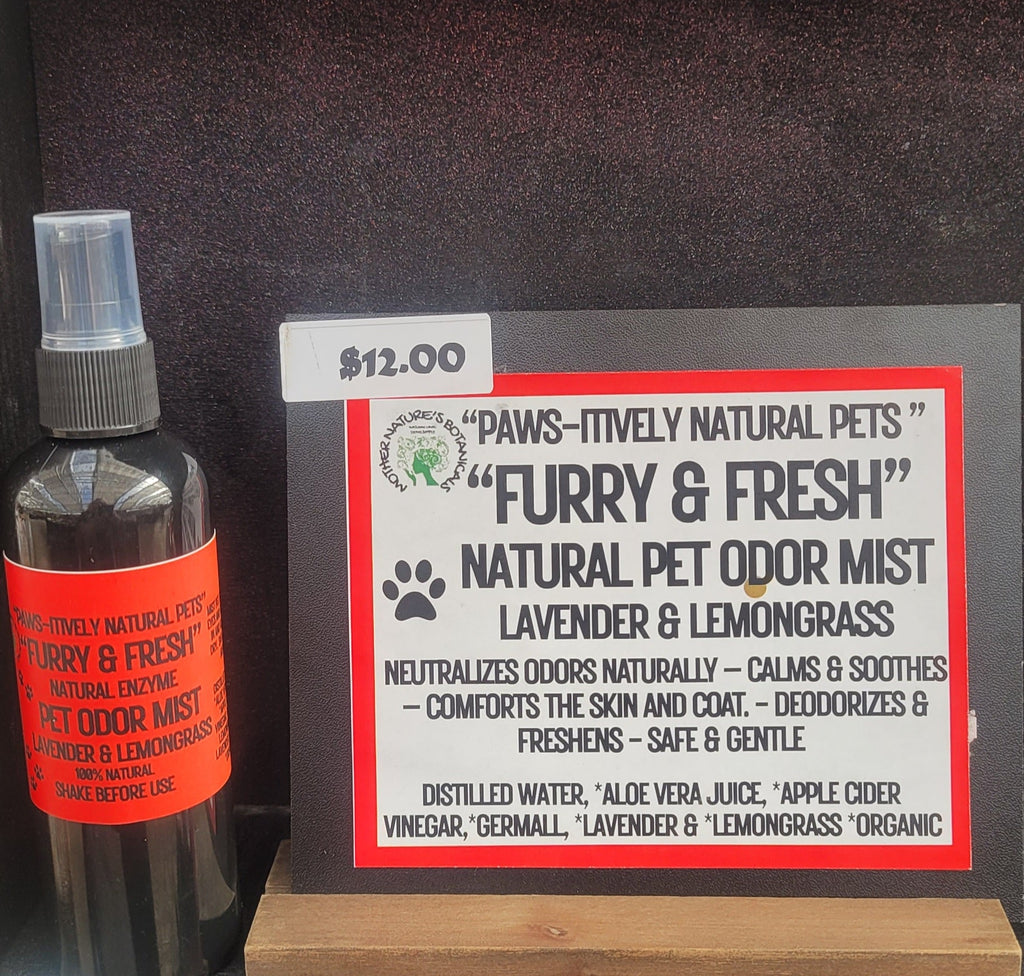 $12.00
MOTHER NATURE'S BOTANICALS
"PAWS-ITIVELY NATURAL PETS"
"FURRY & FRESH"
NATURAL PET ODOR MIST
LAVENDER & LEMONGRASS
NEUTRALIZES ODORS NATURALLY – CALMS & SOOTHES
– COMFORTS THE SKIN AND COAT. – DEODORIZES &
FRESHENS – SAFE & GENTLE
DISTILLED WATER, *ALOE VERA JUICE, *APPLE CIDER
VINEGAR,*GERMALL, *LAVENDER & *LEMONGRASS *ORGANIC
"PAWS-ITIVELY NATURAL PETS"
"FURRY & FRESH"
NATURAL ENZYME
PET ODOR MIST
LAVENDER & LEMONGRASS
100% NATURAL
SHAKE BEFORE USE